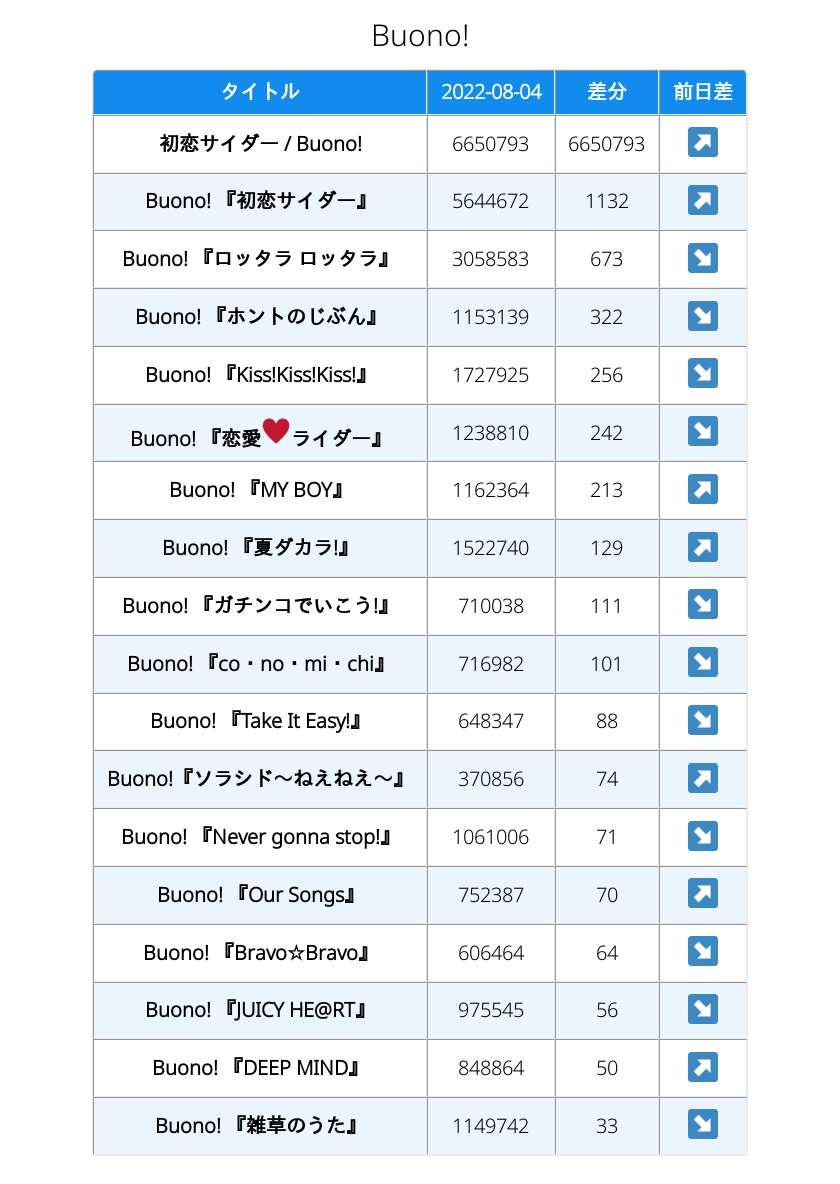 Buono!
タイトル 2022-08-04 差分 前日差
初恋サイダー / Buono! 6650793 6650793 ↗
Buono! 『初恋サイダー』 5644672 1132 ↗
Buono! 『ロッタラ ロッタラ』 3058583 673 ↘
Buono! 『ホントのじぶん』 1153139 322 ↘
Buono! 『Kiss!Kiss!Kiss!』 1727925 256 ↘
Buono! 『恋愛♥ライダー』 1238810 242 ↘
Buono! 『MY BOY』 1162364 213 ↗
Buono! 『夏ダカラ!』 1522740 129 ↗
Buono! 『ガチンコでいこう!』 710038 111 ↘
Buono! 『co・no・mi・chi』 716982 101 ↘
Buono! 『Take It Easy!』 648347 88 ↘
Buono!『ソラシド〜ねえねえ〜』 370856 74 ↗
Buono! 『Never gonna stop!』 1061006 71 ↘
Buono! 『Our Songs』 752387 70 ↗
Buono! 『Bravo☆Bravo』 606464 64 ↘
Buono! 『JUICY HE@RT』 975545 56 ↘
Buono! 『DEEP MIND』 848864 50 ↗
Buono! 『雑草のうた』 1149742 33 ↘